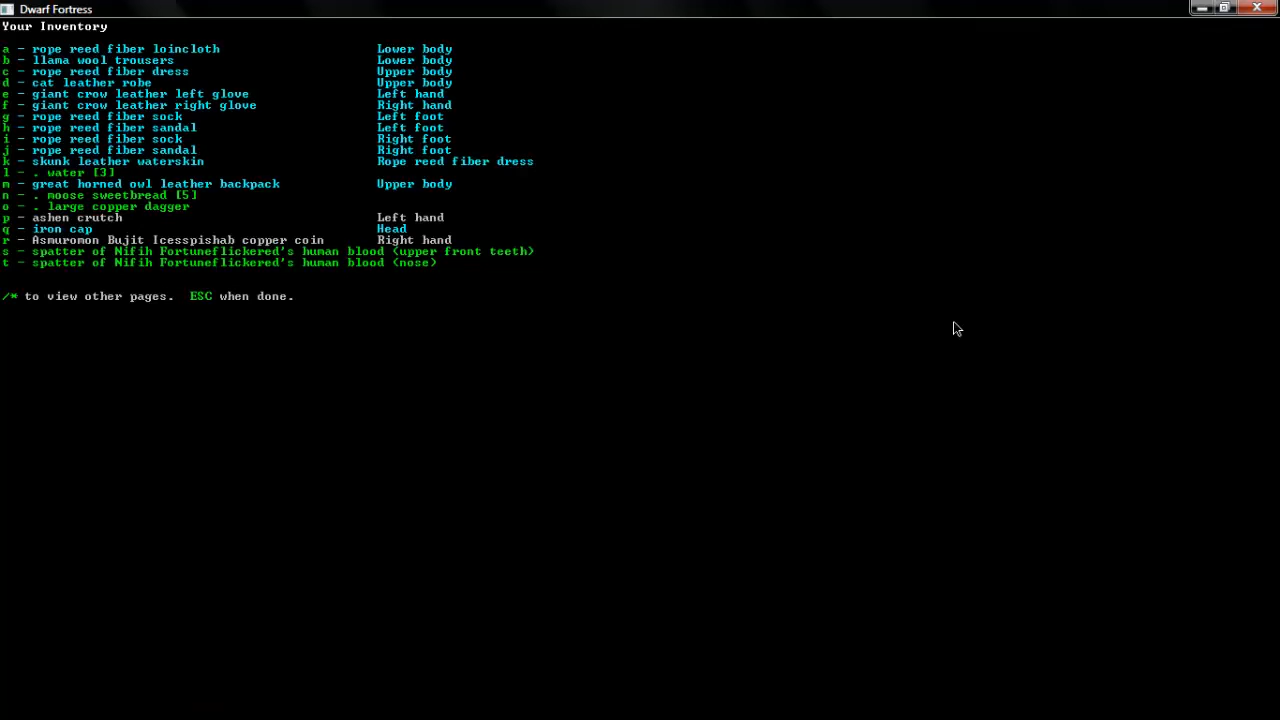 Dwarf Fortress
Your Inventory
a - rope reed fiber loincloth Lower body
b - llama wool trousers Lower body
c - rope reed fiber dress Upper body
d - cat leather robe Upper body
e - giant crow leather left glove Left hand
f - giant crow leather right glove Right hand
g - rope reed fiber sock Left foot
h - rope reed fiber sandal Left foot
i - rope reed fiber sock Right foot
j - rope reed fiber sandal Right foot
k - skunk leather waterskin Rope reed fiber dress
l - . water [3]
m - great horned owl leather backpack Upper body
n - . moose sweetbread [5]
o - . large copper dagger
p - ashen crutch Left hand
q - iron cap Head
r - Asmuromon Bujit Icesspishab copper coin Right hand
s - spatter of Nifih Fortuneflickered's human blood (upper front teeth)
t - spatter of Nifih Fortuneflickered's human blood (nose)
/* to view other pages. ESC when done.